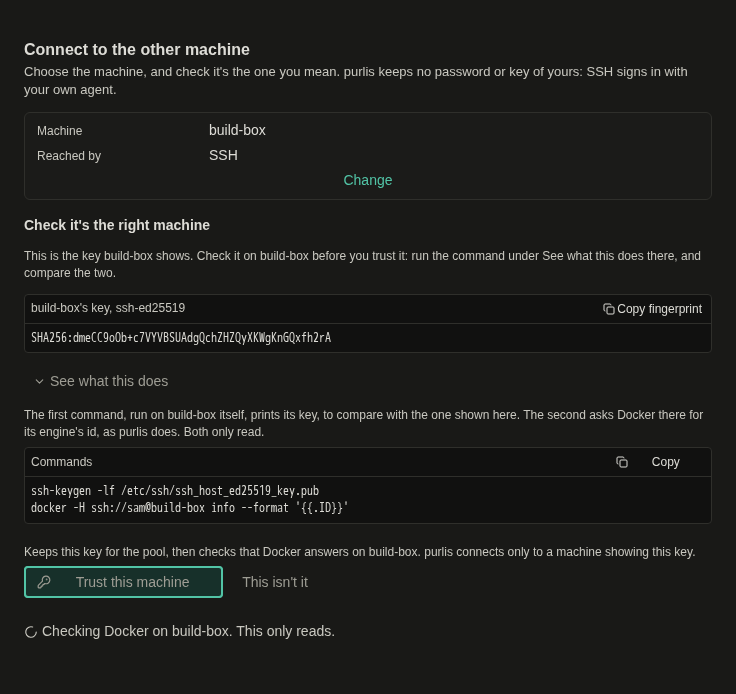 Connect to the other machine
Choose the machine, and check it's the one you mean. purlis keeps no password or key of yours: SSH signs in with
your own agent.
Machine build-box
Reached by SSH
Change
Check it's the right machine
This is the key build-box shows. Check it on build-box before you trust it: run the command under See what this does there, and
compare the two.
build-box's key, ssh-ed25519 Copy fingerprint
SHA256:dmeCC9oOb+c7VYVBSUAdgQchZHZQyXKWgKnGQxfh2rA
See what this does
The first command, run on build-box itself, prints its key, to compare with the one shown here. The second asks Docker there for
its engine's id, as purlis does. Both only read.
Commands Copy
ssh-keygen -lf /etc/ssh/ssh_host_ed25519_key.pub
docker -H ssh://sam@build-box info --format '{{.ID}}'
Keeps this key for the pool, then checks that Docker answers on build-box. purlis connects only to a machine showing this key.
Trust this machine This isn't it
Checking Docker on build-box. This only reads.